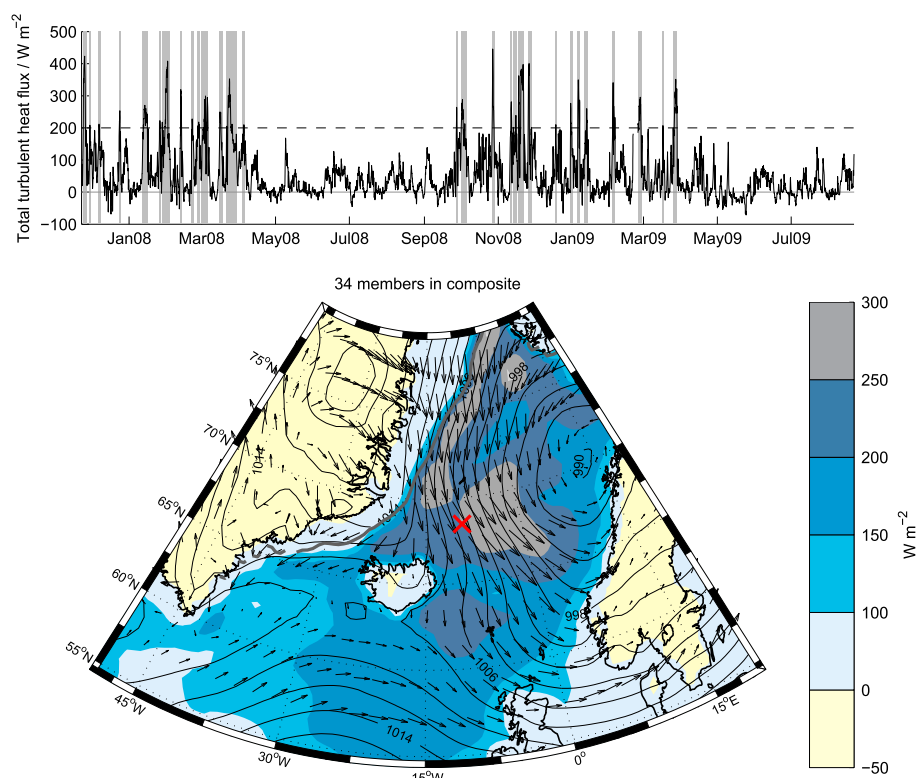 Total turbulent heat flux / W m⁻²
500
400
300
200
100
0
−100
Jan08 Mar08 May08 Jul08 Sep08 Nov08 Jan09 Mar09 May09 Jul09
34 members in composite
75°N
70°N
65°N
60°N
55°N
45°W
30°W
15°W
0°
15°E
998
990
1014
998
1006
1014
300
250
200
150
100
0
−50
W m⁻²